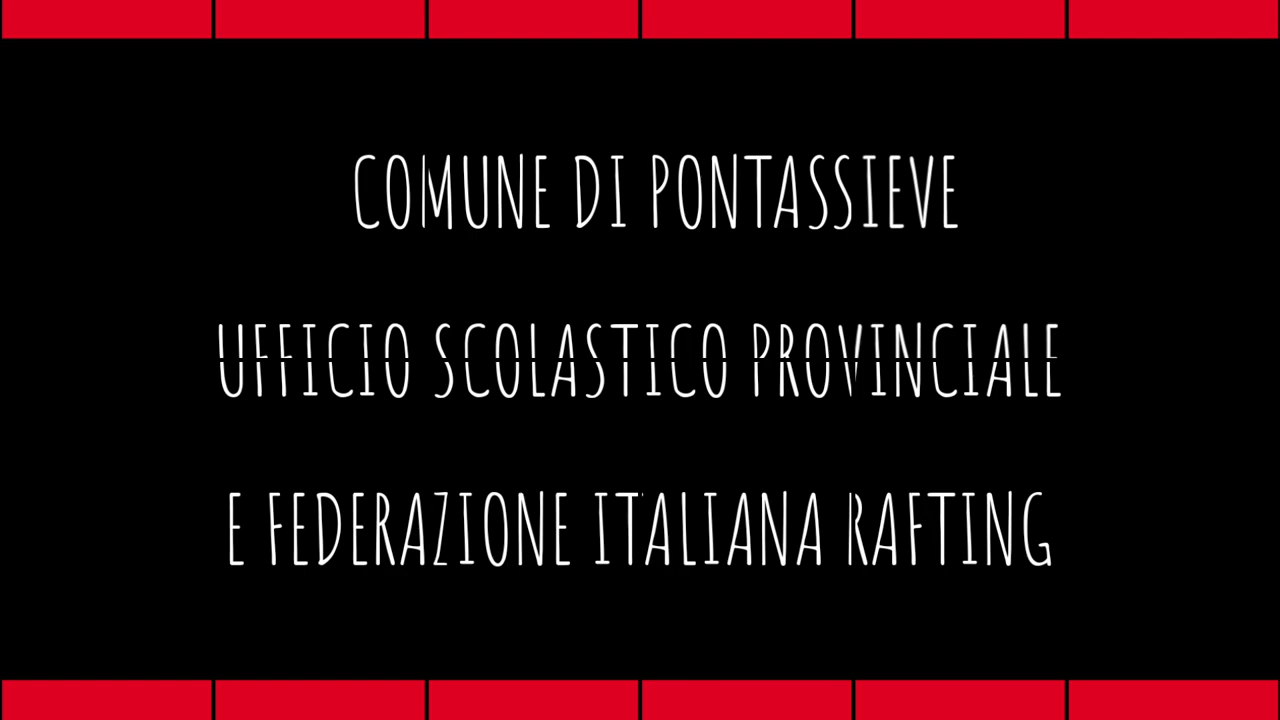 COMUNE DI PONTASSIEVE
UFFICIO SCOLASTICO PROVINCIALE
E FEDERAZIONE ITALIANA RAFTING